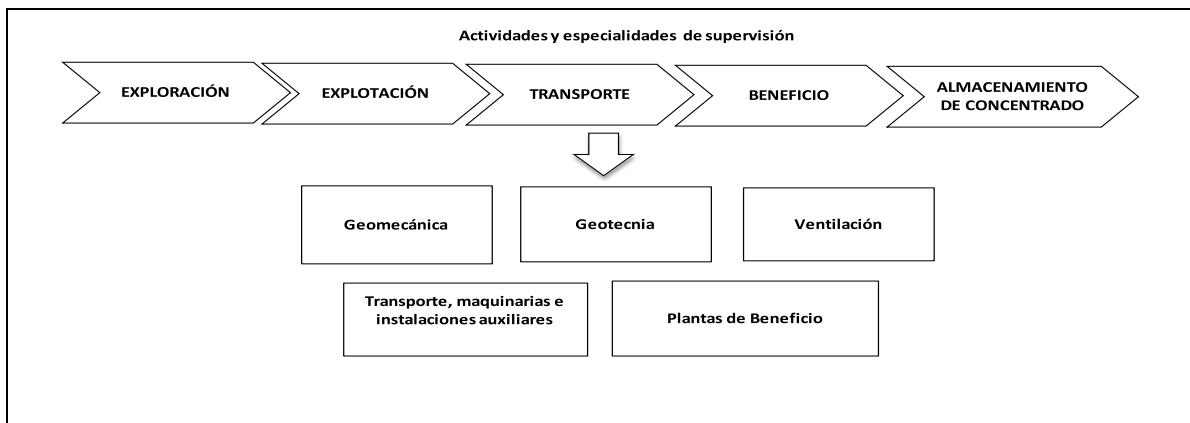 Actividades y especialidades de supervisión
EXPLORACIÓN
EXPLOTACIÓN
TRANSPORTE
BENEFICIO
ALMACENAMIENTO
DE CONCENTRADO
Geomecánica
Geotecnia
Ventilación
Transporte, maquinarias e
instalaciones auxiliares
Plantas de Beneficio